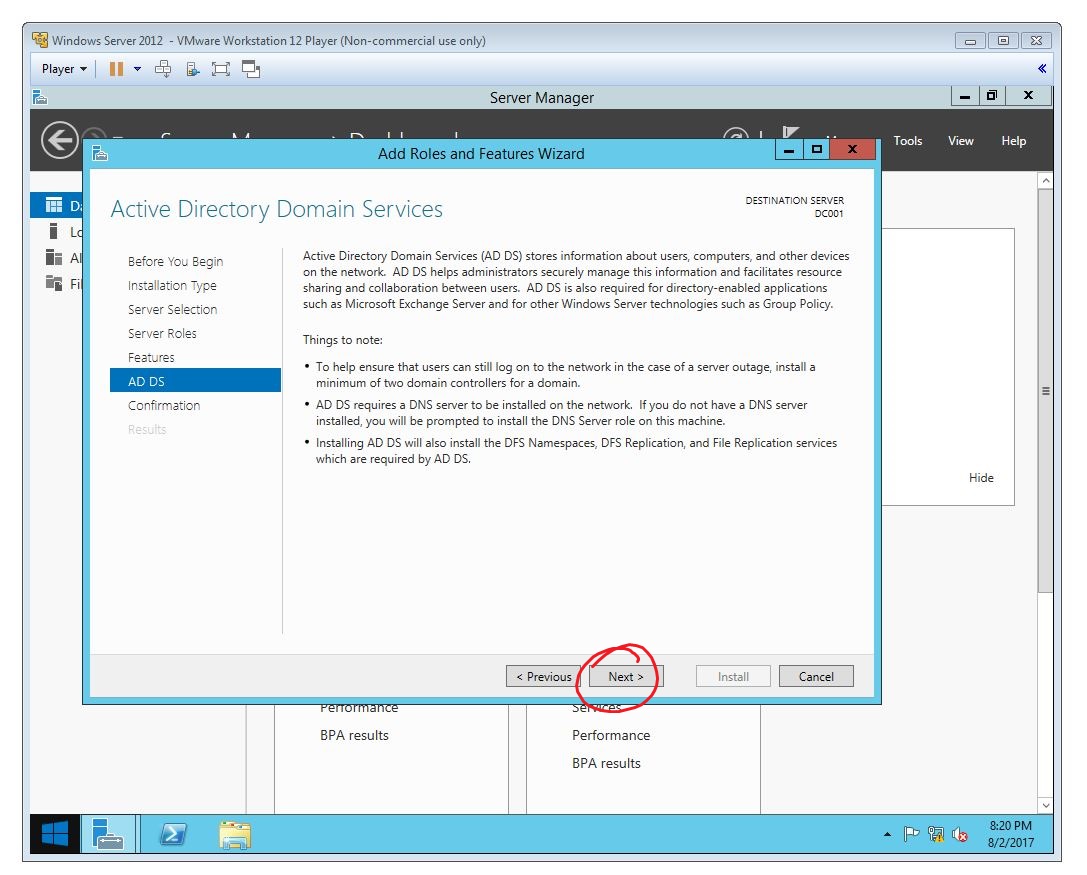 Windows Server 2012 - VMware Workstation 12 Player (Non-commercial use only)
Player
Server Manager
Tools View Help
Add Roles and Features Wizard
Active Directory Domain Services
DESTINATION SERVER
DC001
Before You Begin
Installation Type
Server Selection
Server Roles
Features
AD DS
Confirmation
Results
Active Directory Domain Services (AD DS) stores information about users, computers, and other devices
on the network. AD DS helps administrators securely manage this information and facilitates resource
sharing and collaboration between users. AD DS is also required for directory-enabled applications
such as Microsoft Exchange Server and for other Windows Server technologies such as Group Policy.
Things to note:
• To help ensure that users can still log on to the network in the case of a server outage, install a
minimum of two domain controllers for a domain.
• AD DS requires a DNS server to be installed on the network. If you do not have a DNS server
installed, you will be prompted to install the DNS Server role on this machine.
• Installing AD DS will also install the DFS Namespaces, DFS Replication, and File Replication services
which are required by AD DS.
Hide
< Previous Next > Install Cancel
Performance
BPA results
Services
Performance
BPA results
8:20 PM
8/2/2017